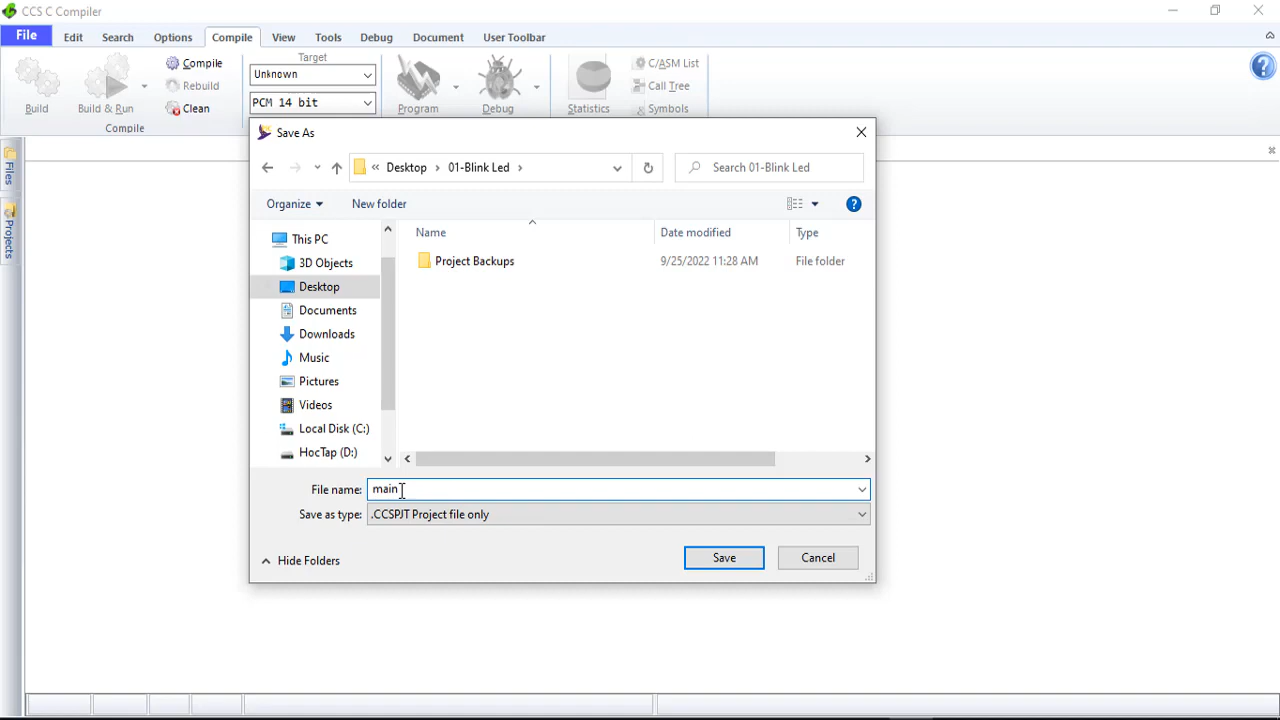 CCS C Compiler
File Edit Search Options Compile View Tools Debug Document User Toolbar
Compile Target C/ASM List
Unknown
Rebuild Call Tree
PCM 14 bit
Build Build & Run Clean Program Debug Statistics Symbols
Compile
Save As
« Desktop › 01-Blink Led › Search 01-Blink Led
Organize New folder
Files
Projects
Name Date modified Type
This PC
3D Objects
Desktop
Documents
Downloads
Music
Pictures
Videos
Local Disk (C:)
HocTap (D:)
Project Backups 9/25/2022 11:28 AM File folder
File name: main
Save as type: .CCSPJT Project file only
Hide Folders Save Cancel